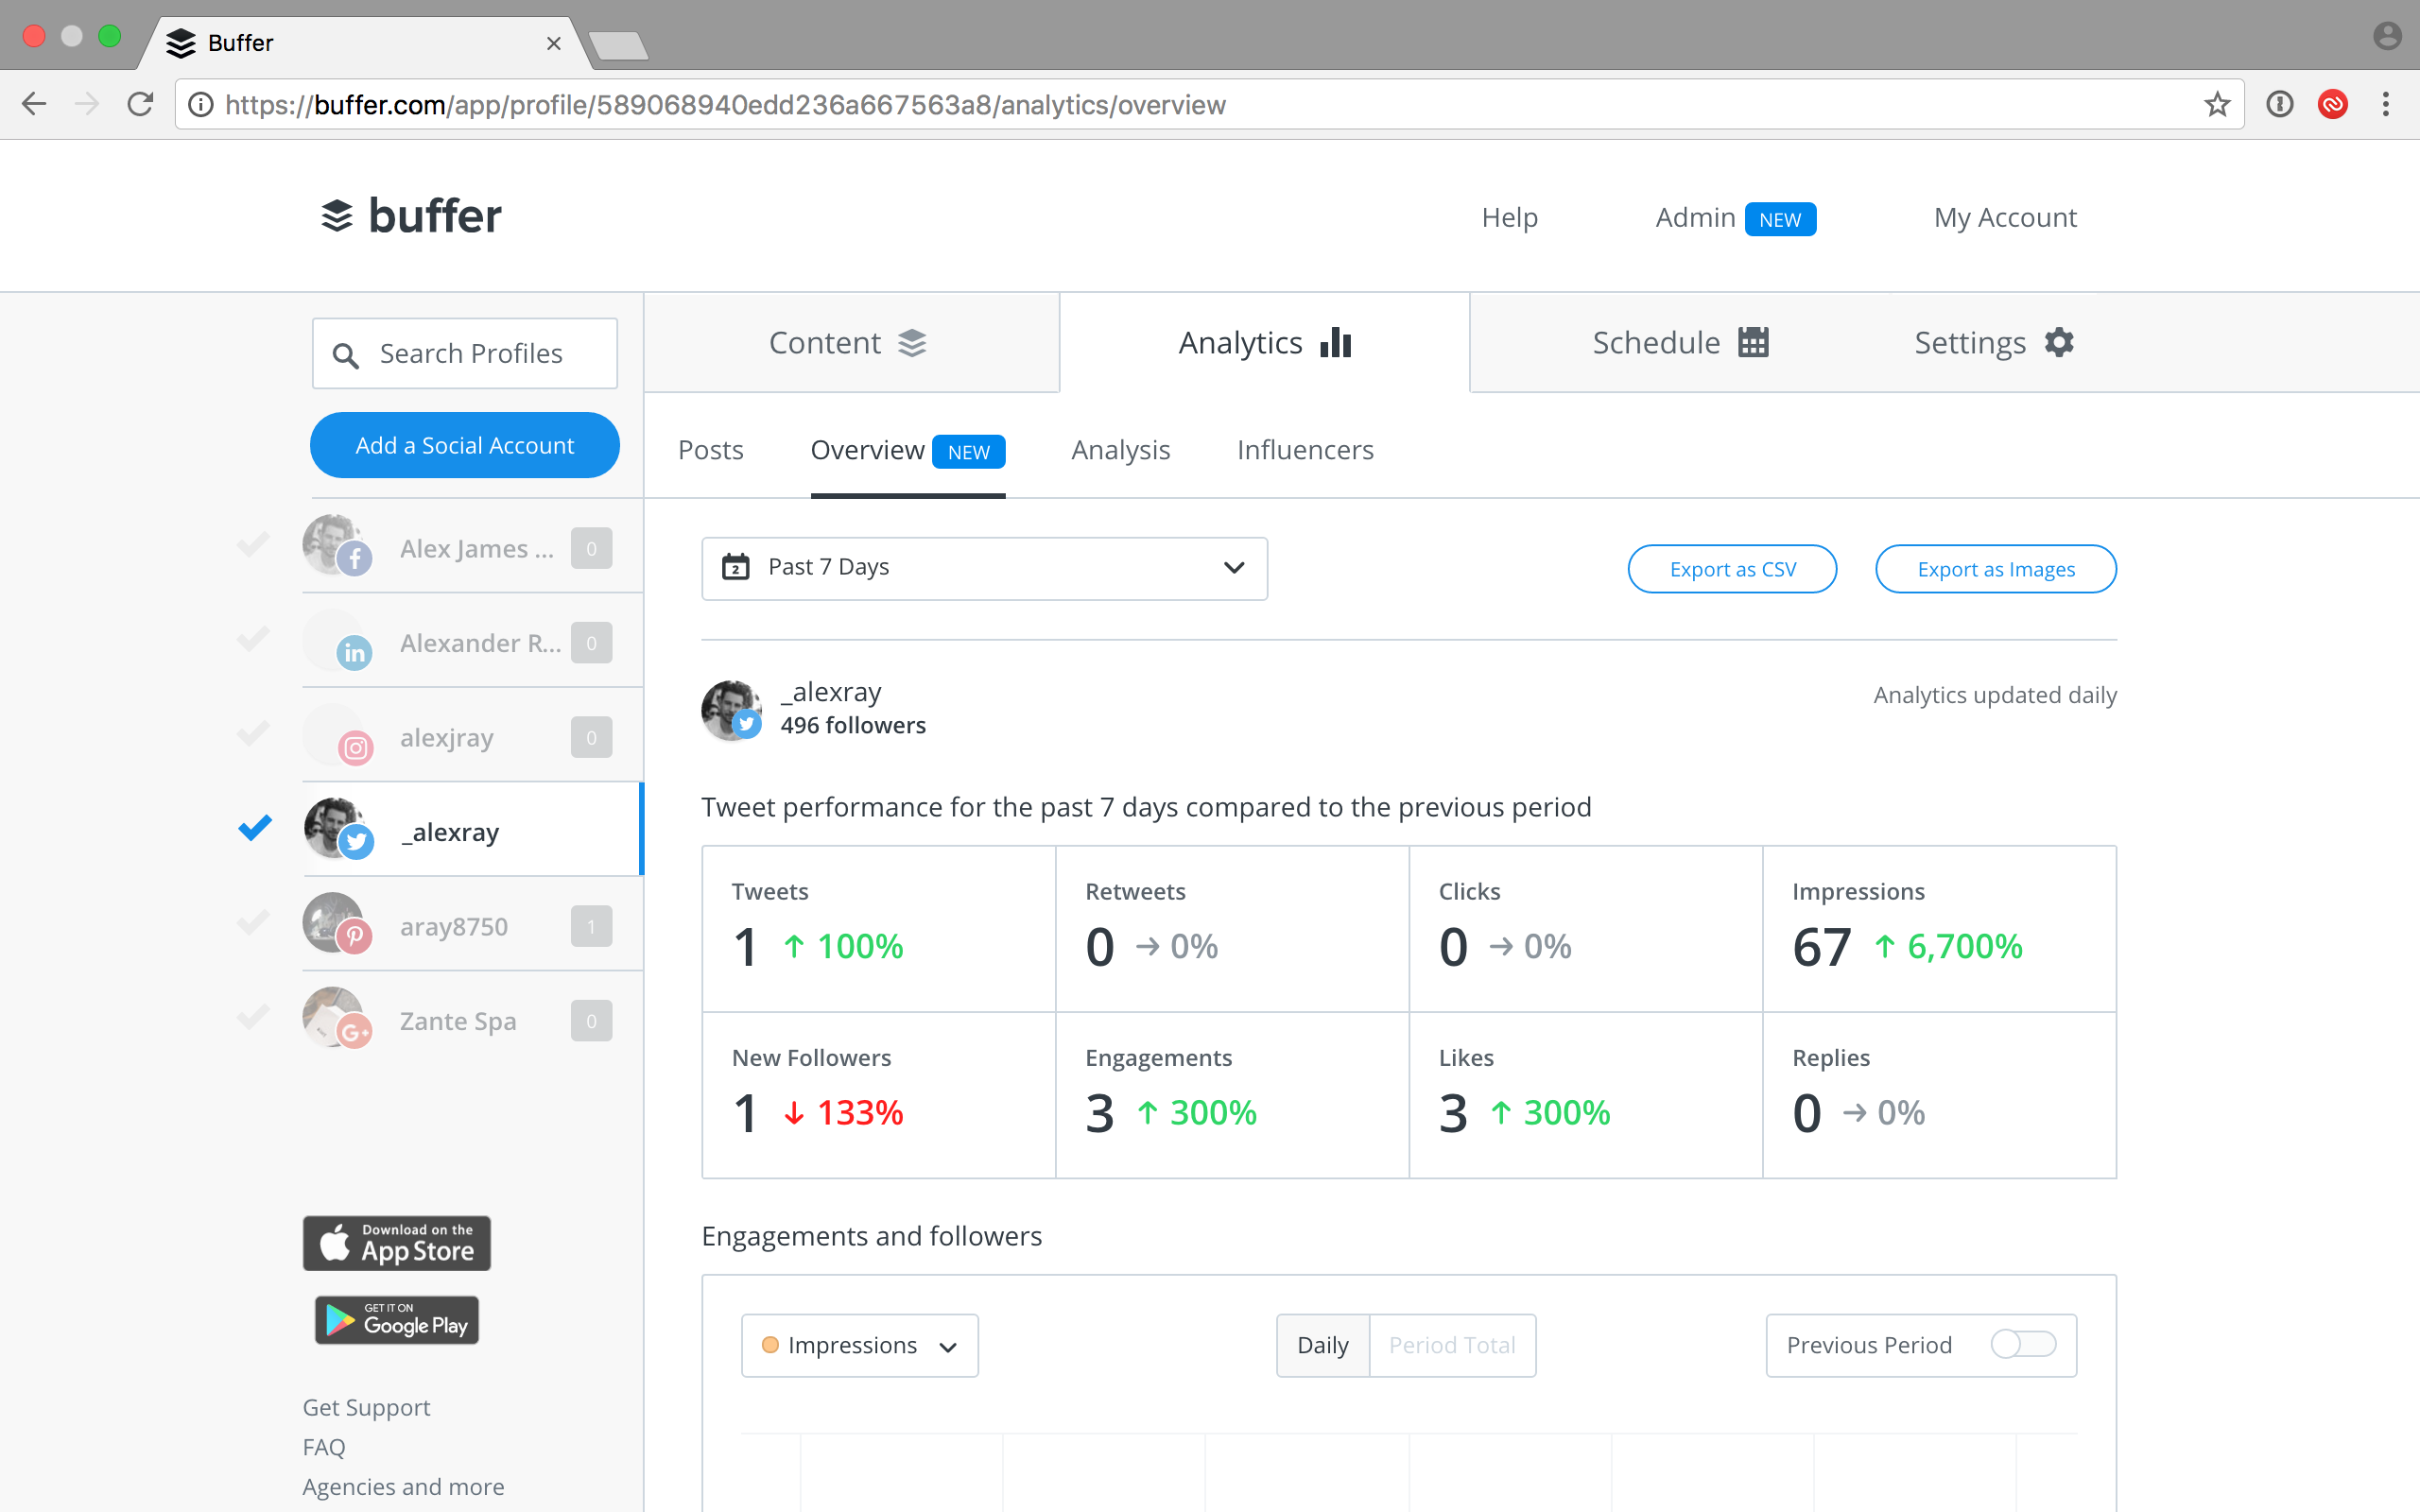 Buffer
https://buffer.com/app/profile/589068940edd236a667563a8/analytics/overview
buffer
Help
Admin NEW
My Account
Search Profiles
Add a Social Account
Content
Analytics
Schedule
Settings
Posts
Overview NEW
Analysis
Influencers
Alex James ... 0
Alexander R... 0
alexjray 0
_alexray
aray8750 1
Zante Spa 0
Download on the
App Store
GET IT ON
Google Play
Get Support
FAQ
Agencies and more
2 Past 7 Days
Export as CSV
Export as Images
_alexray
496 followers
Analytics updated daily
Tweet performance for the past 7 days compared to the previous period
Tweets
1 ↑ 100%
Retweets
0 → 0%
Clicks
0 → 0%
Impressions
67 ↑ 6,700%
New Followers
1 ↓ 133%
Engagements
3 ↑ 300%
Likes
3 ↑ 300%
Replies
0 → 0%
Engagements and followers
Impressions
Daily
Period Total
Previous Period